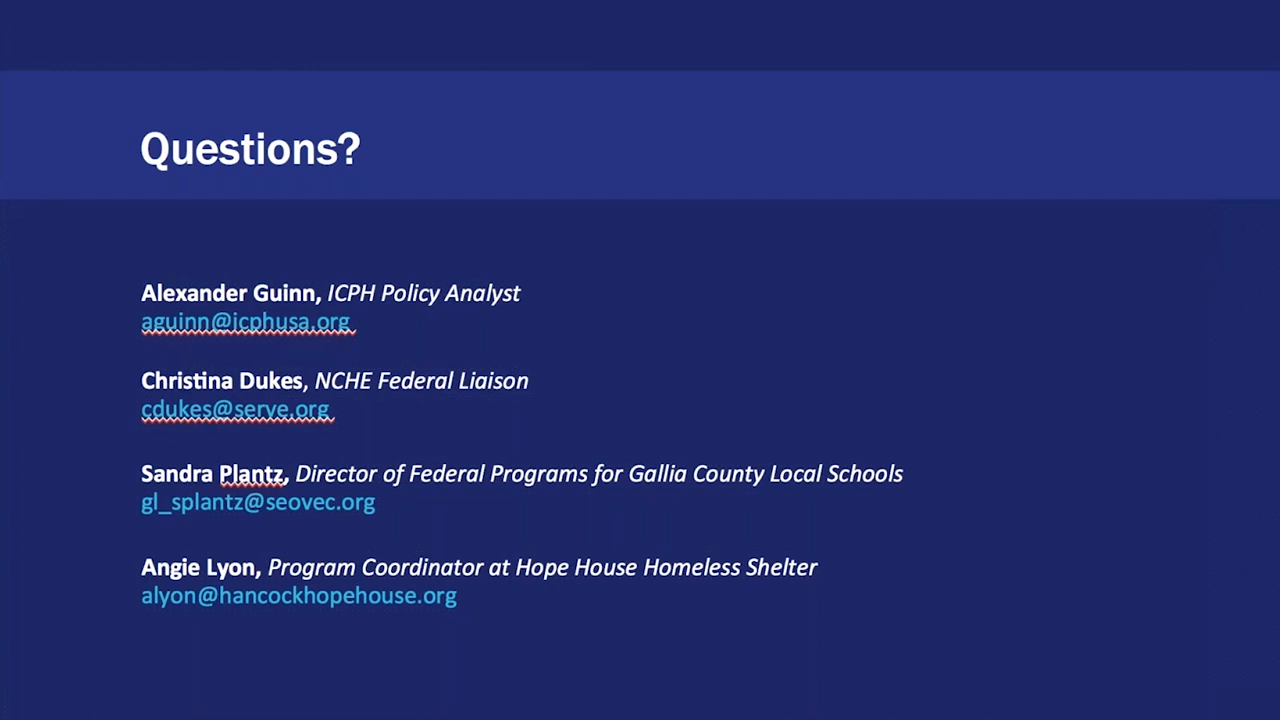 Questions?
Alexander Guinn, ICPH Policy Analyst
aguinn@icphusa.org
Christina Dukes, NCHE Federal Liaison
cdukes@serve.org
Sandra Plantz, Director of Federal Programs for Gallia County Local Schools
gl_splantz@seovec.org
Angie Lyon, Program Coordinator at Hope House Homeless Shelter
alyon@hancockhopehouse.org